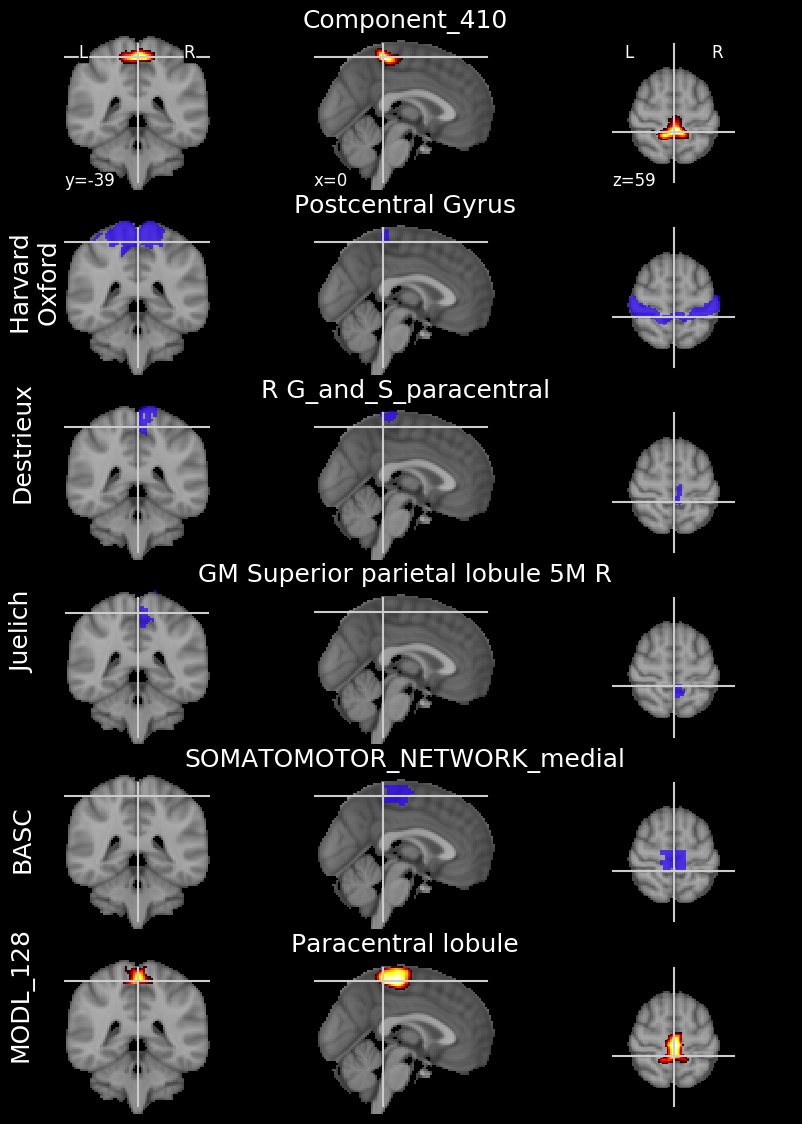 Component_410
L R L R
y=-39 x=0 z=59
Postcentral Gyrus
Harvard
Oxford
R G_and_S_paracentral
Destrieux
GM Superior parietal lobule 5M R
Juelich
SOMATOMOTOR_NETWORK_medial
BASC
Paracentral lobule
MODL_128